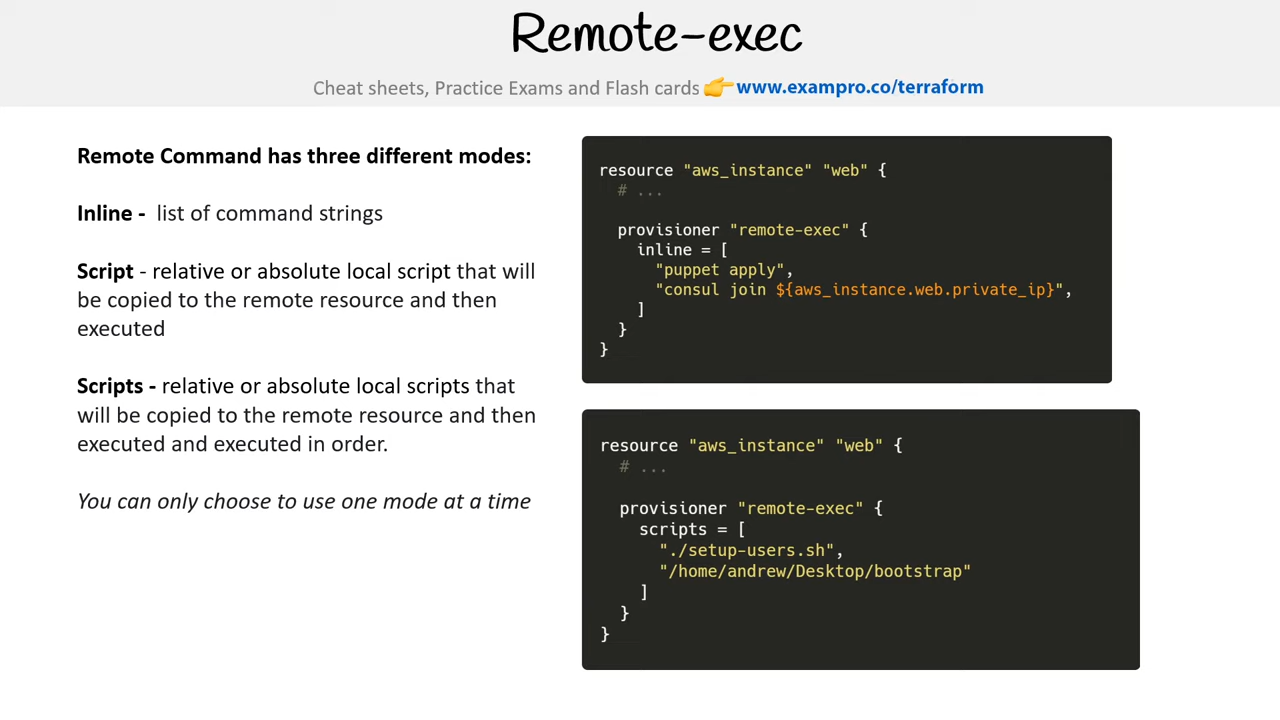 Remote-exec
Cheat sheets, Practice Exams and Flash cards 👉 www.exampro.co/terraform
Remote Command has three different modes:
Inline - list of command strings
Script - relative or absolute local script that will
be copied to the remote resource and then
executed
Scripts - relative or absolute local scripts that
will be copied to the remote resource and then
executed and executed in order.
You can only choose to use one mode at a time
resource "aws_instance" "web" {
  # ...
  provisioner "remote-exec" {
    inline = [
      "puppet apply",
      "consul join ${aws_instance.web.private_ip}",
    ]
  }
}
resource "aws_instance" "web" {
  # ...
  provisioner "remote-exec" {
    scripts = [
      "./setup-users.sh",
      "/home/andrew/Desktop/bootstrap"
    ]
  }
}